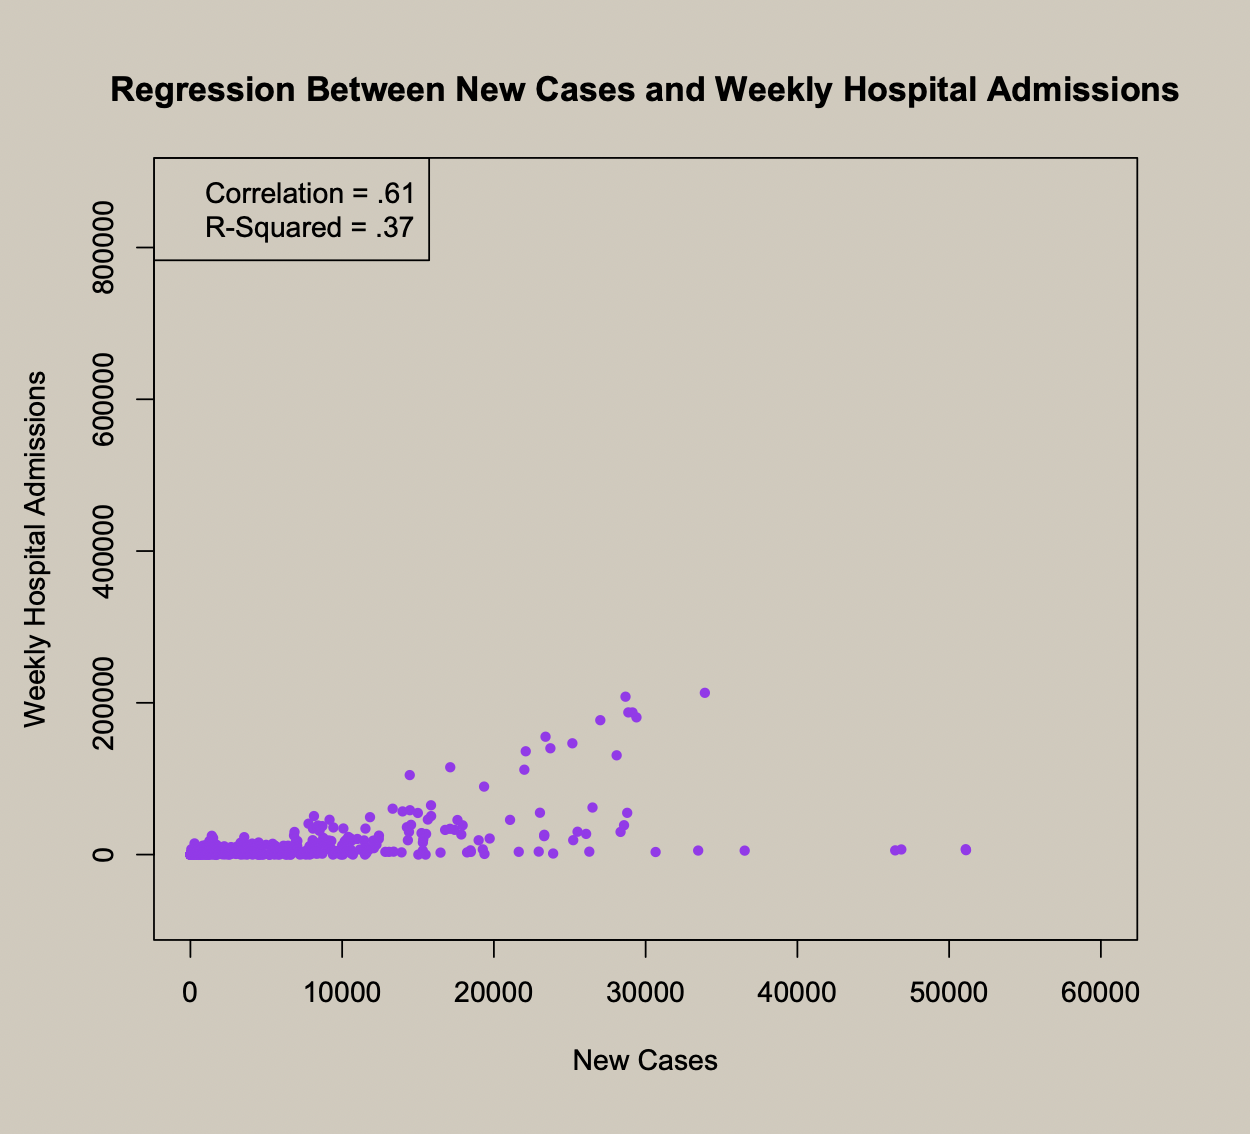 Regression Between New Cases and Weekly Hospital Admissions
Correlation = .61
R-Squared = .37
Weekly Hospital Admissions
800000
600000
400000
200000
0
0 10000 20000 30000 40000 50000 60000
New Cases